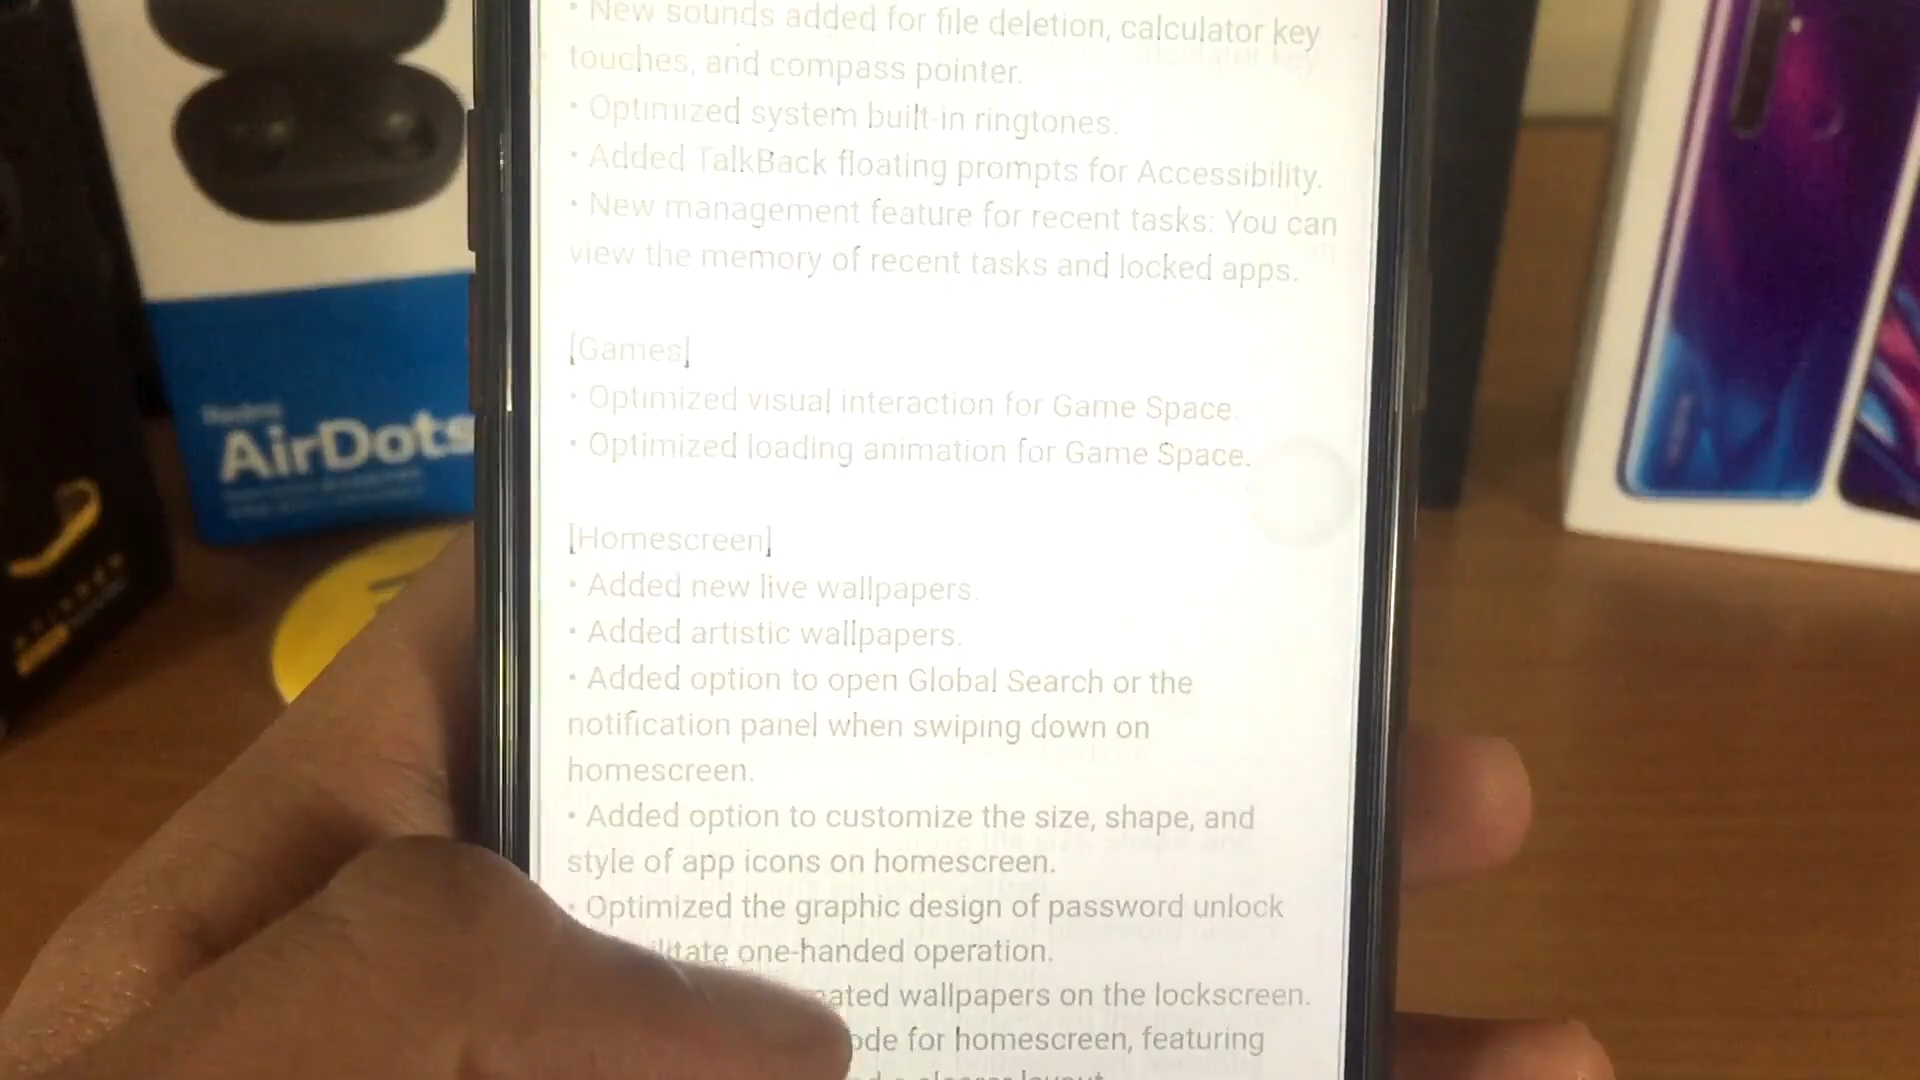 • New sounds added for file deletion, calculator key
touches, and compass pointer.
• Optimized system built-in ringtones.
• Added TalkBack floating prompts for Accessibility.
• New management feature for recent tasks: You can
view the memory of recent tasks and locked apps.
[Games]
• Optimized visual interaction for Game Space.
• Optimized loading animation for Game Space.
[Homescreen]
• Added new live wallpapers.
• Added artistic wallpapers.
• Added option to open Global Search or the
notification panel when swiping down on
homescreen.
• Added option to customize the size, shape, and
style of app icons on homescreen.
• Optimized the graphic design of password unlock
one-handed operation.
wallpapers on the lockscreen.
for homescreen, featuring
Redmi
AirDots